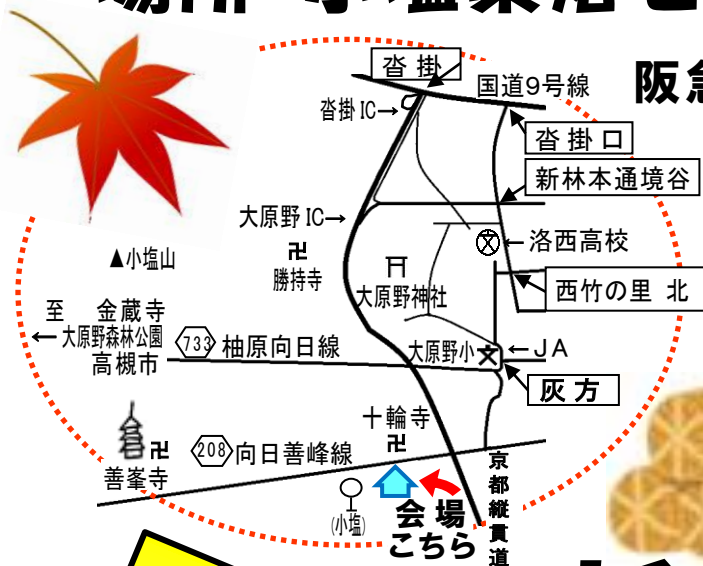 沓掛
国道9号線
阪急
沓掛IC→
沓掛口
新林本通境谷
大原野IC→
←洛西高校
▲小塩山
卍
勝持寺
大原野神社
西竹の里 北
至 金蔵寺
←大原野森林公園
高槻市
733 柚原向日線
大原野小
←JA
灰方
十輪寺
卍
卍
善峯寺
208 向日善峰線
(小塩)
会場
こちら
京都縦貫道